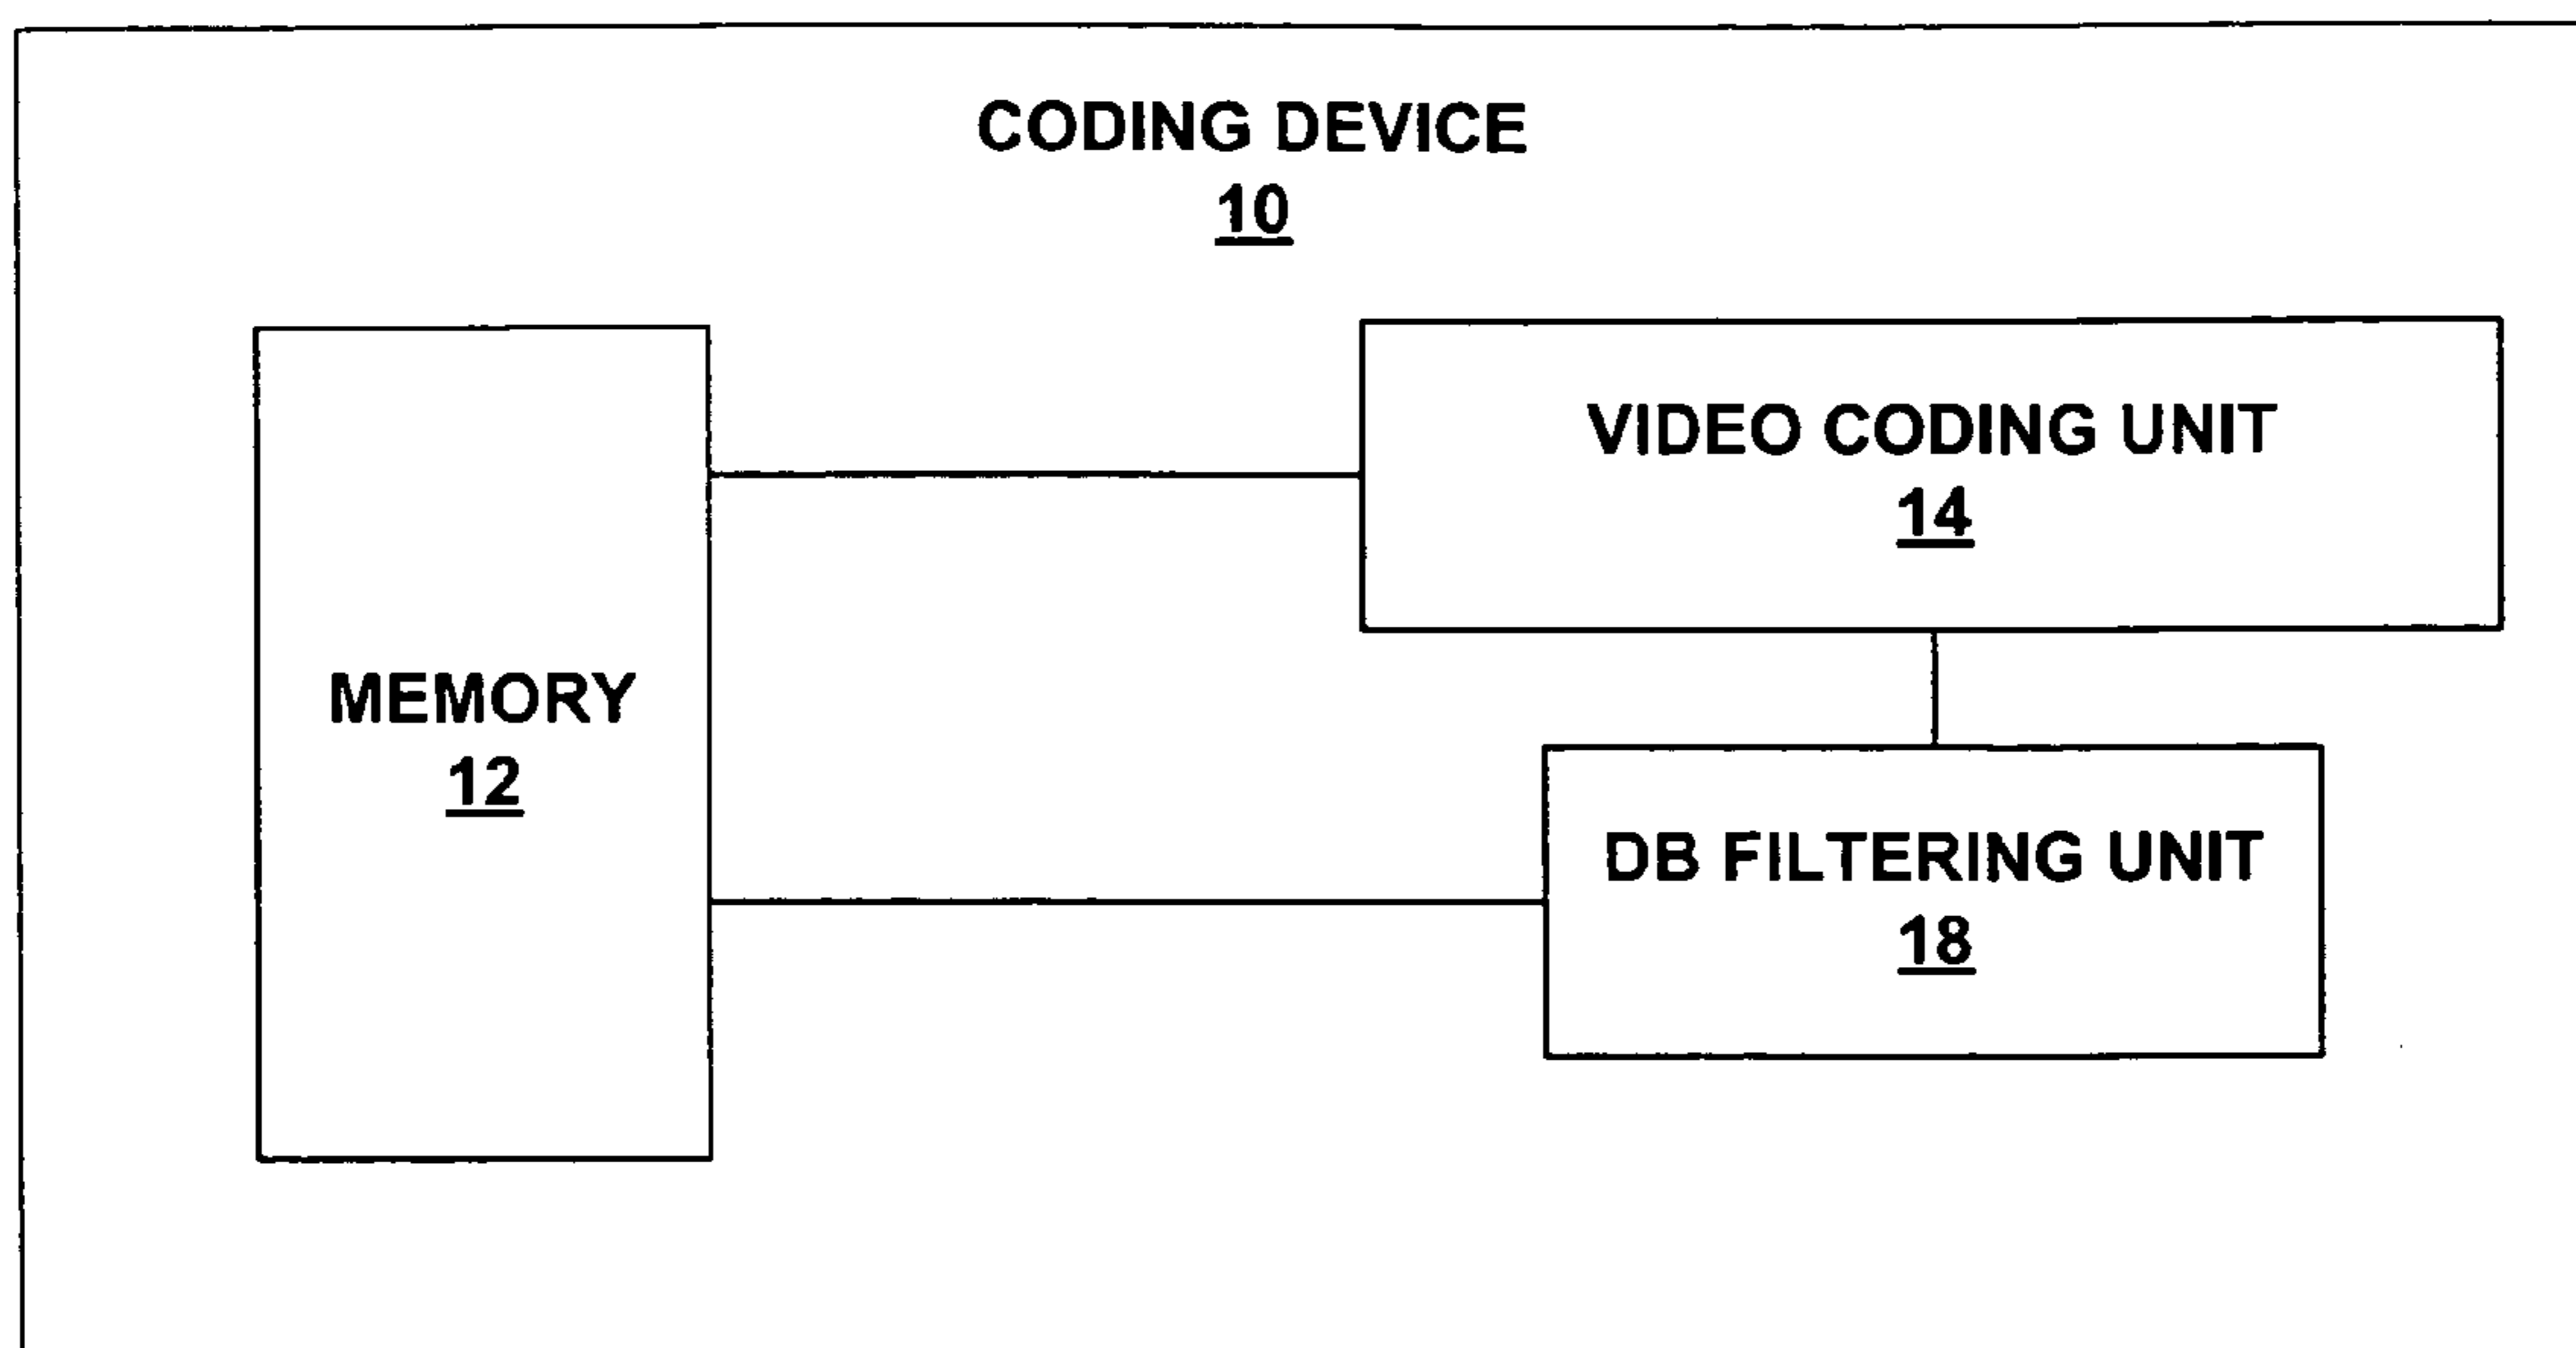 CODING DEVICE
10
VIDEO CODING UNIT
14
MEMORY
12
DB FILTERING UNIT
18